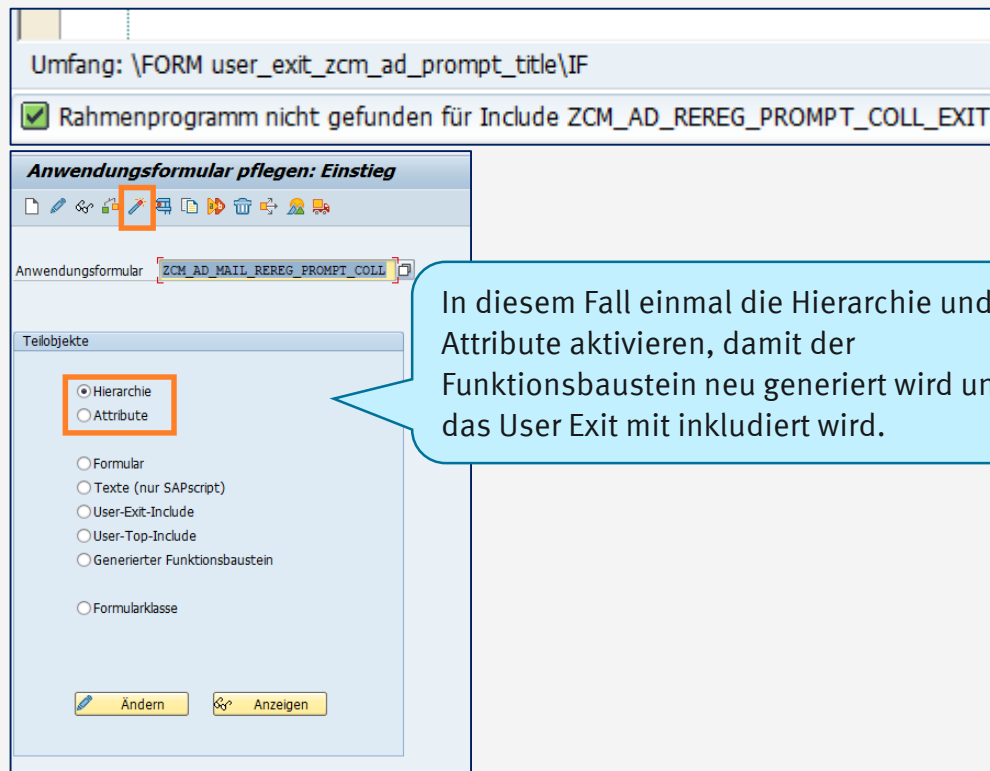 Umfang: \FORM user_exit_zcm_ad_prompt_title\IF
Rahmenprogramm nicht gefunden für Include ZCM_AD_REREG_PROMPT_COLL_EXIT
Anwendungsformular pflegen: Einstieg
Anwendungsformular ZCM_AD_MAIL_REREG_PROMPT_COLL
In diesem Fall einmal die Hierarchie und
Attribute aktivieren, damit der
Funktionsbaustein neu generiert wird
das User Exit mit inkludiert wird.
Teilobjekte
Hierarchie
Attribute
Formular
Texte (nur SAPscript)
User-Exit-Include
User-Top-Include
Generierter Funktionsbaustein
Formularklasse
Ändern Anzeigen